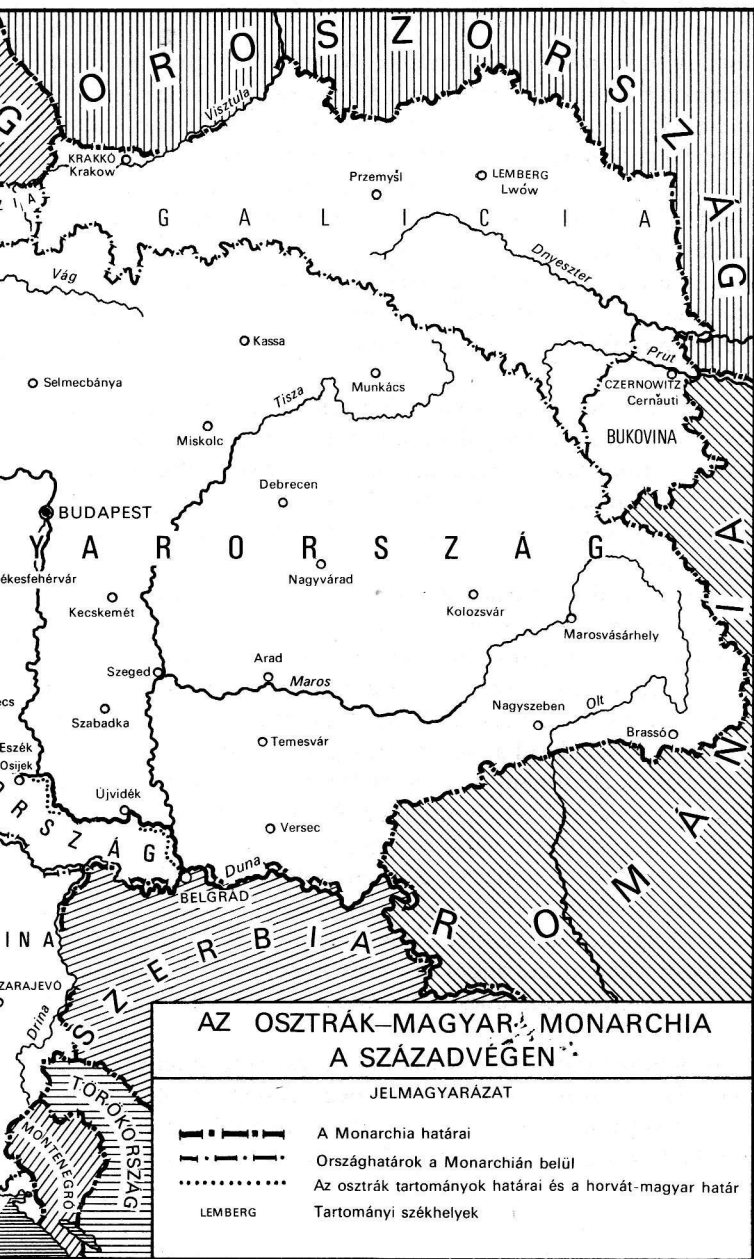 OROSZORSZÁG
G
Visztula
KRAKKÓ
Krakow
Przemyśl
LEMBERG
Lwów
ZIA
GALICIA
Dnyeszter
Vág
Kassa
Prut
Selmecbánya
Munkács
CZERNOWITZ
Cernăuti
Tisza
Miskolc
BUKOVINA
Debrecen
BUDAPEST
YARORSZÁG
ékesfehérvár
Nagyvárad
Kecskemét
Kolozsvár
Marosvásárhely
Szeged
Arad
Maros
ecs
Szabadka
Nagyszeben
Olt
Eszék
Osijek
Temesvár
Brassó
Újvidék
ORSZÁG
Versec
Duna
BELGRÁD
ROMÁNIA
INA
SZERBIA
ZARAJEVÓ
Drina
TÖRÖKORSZÁG
MONTENEGRÓ
AZ OSZTRÁK–MAGYAR MONARCHIA
A SZÁZADVÉGEN
JELMAGYARÁZAT
A Monarchia határai
Országhatárok a Monarchián belül
Az osztrák tartományok határai és a horvát-magyar határ
LEMBERG Tartományi székhelyek